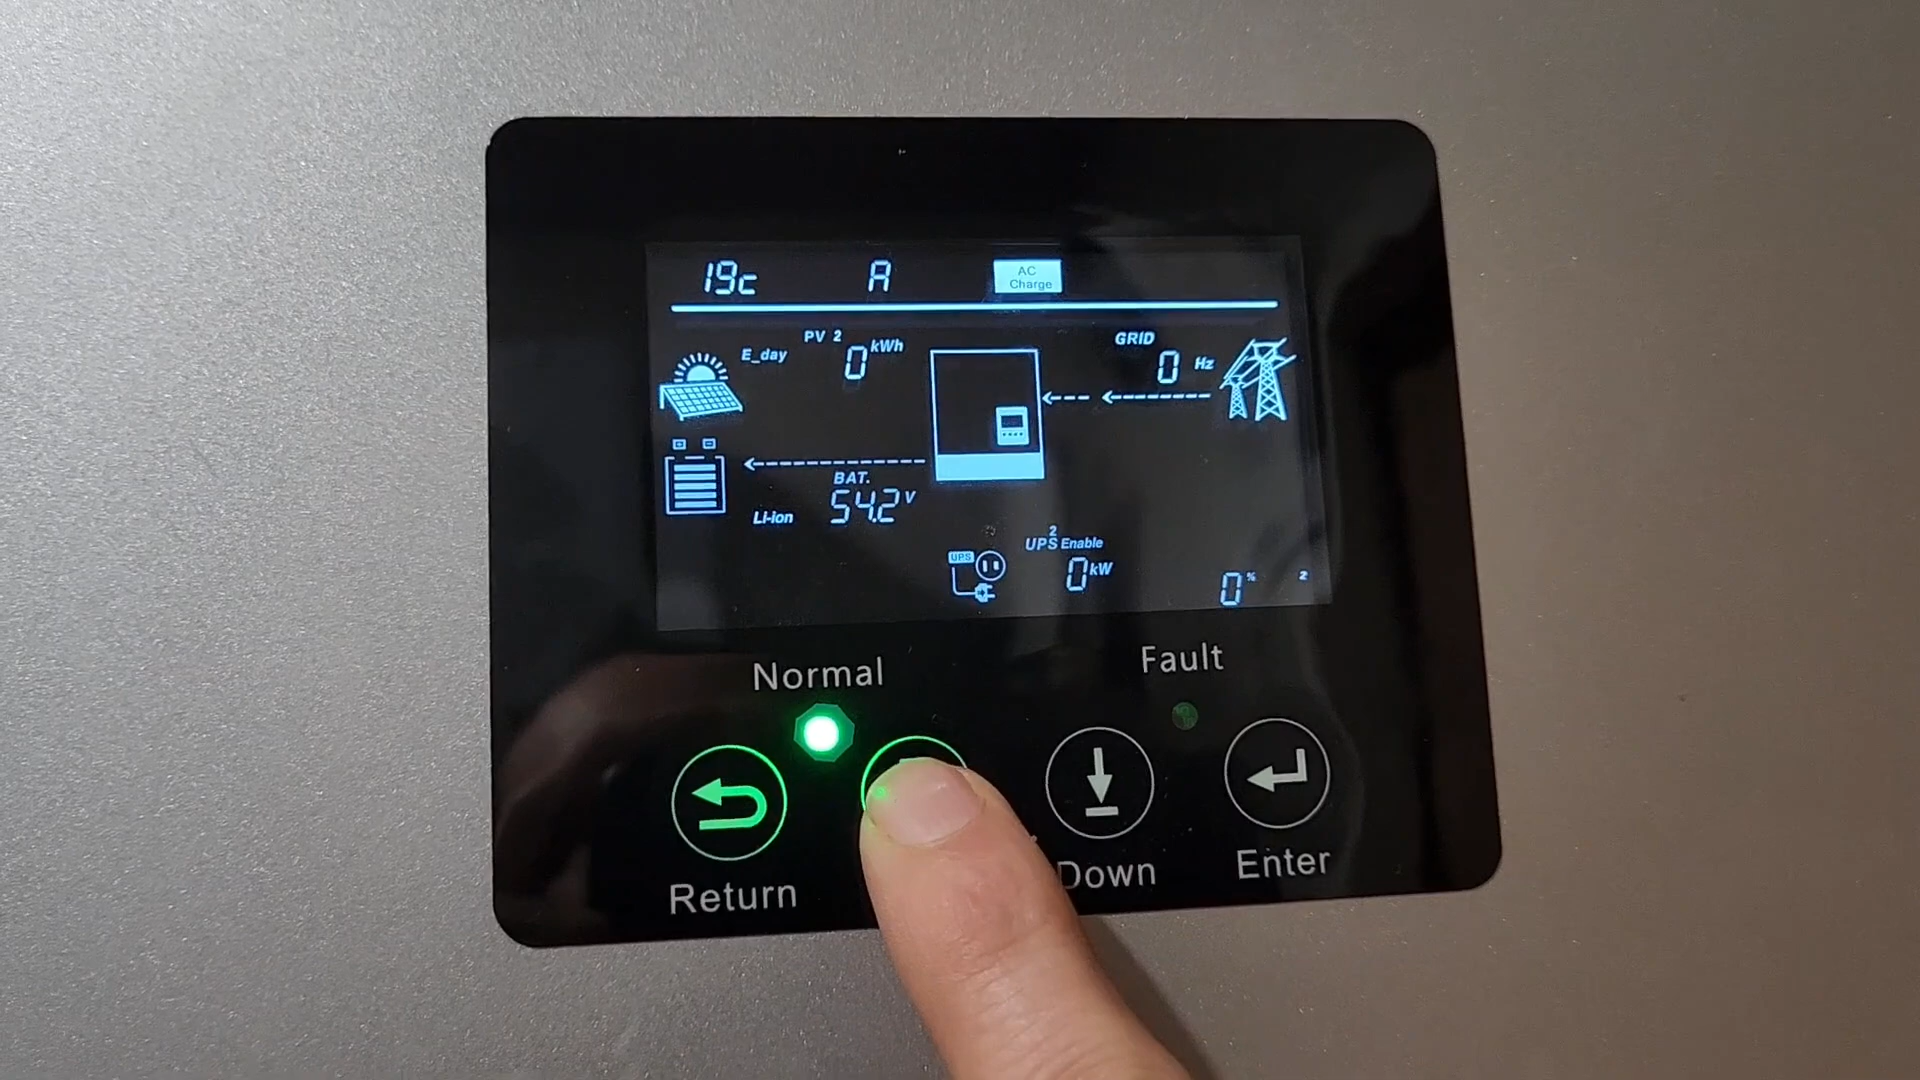 19c A AC
Charge
PV 2
E_day 0 kWh
GRID
0 Hz
BAT.
Li-ion 54.2 V
2
UPS Enable
UPS
0 kW
0 % 2
Normal Fault
Return Down Enter